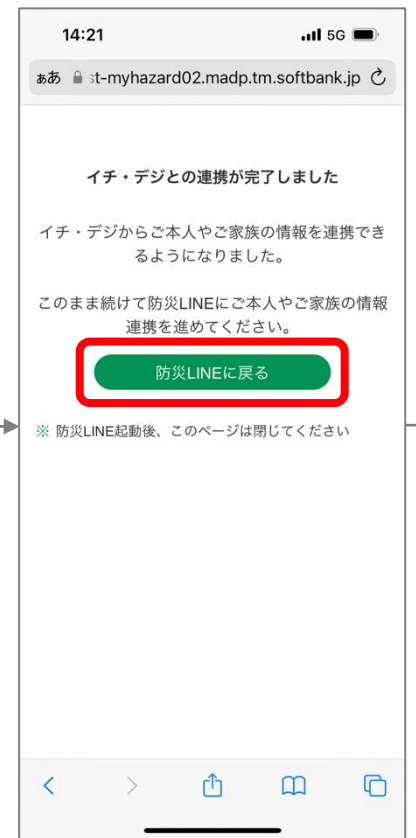 14:21
5G
ぁあ st-myhazard02.madp.tm.softbank.jp
イチ・デジとの連携が完了しました
イチ・デジからご本人やご家族の情報を連携でき
るようになりました。
このまま続けて防災LINEにご本人やご家族の情報
連携を進めてください。
防災LINEに戻る
※ 防災LINE起動後、このページは閉じてください